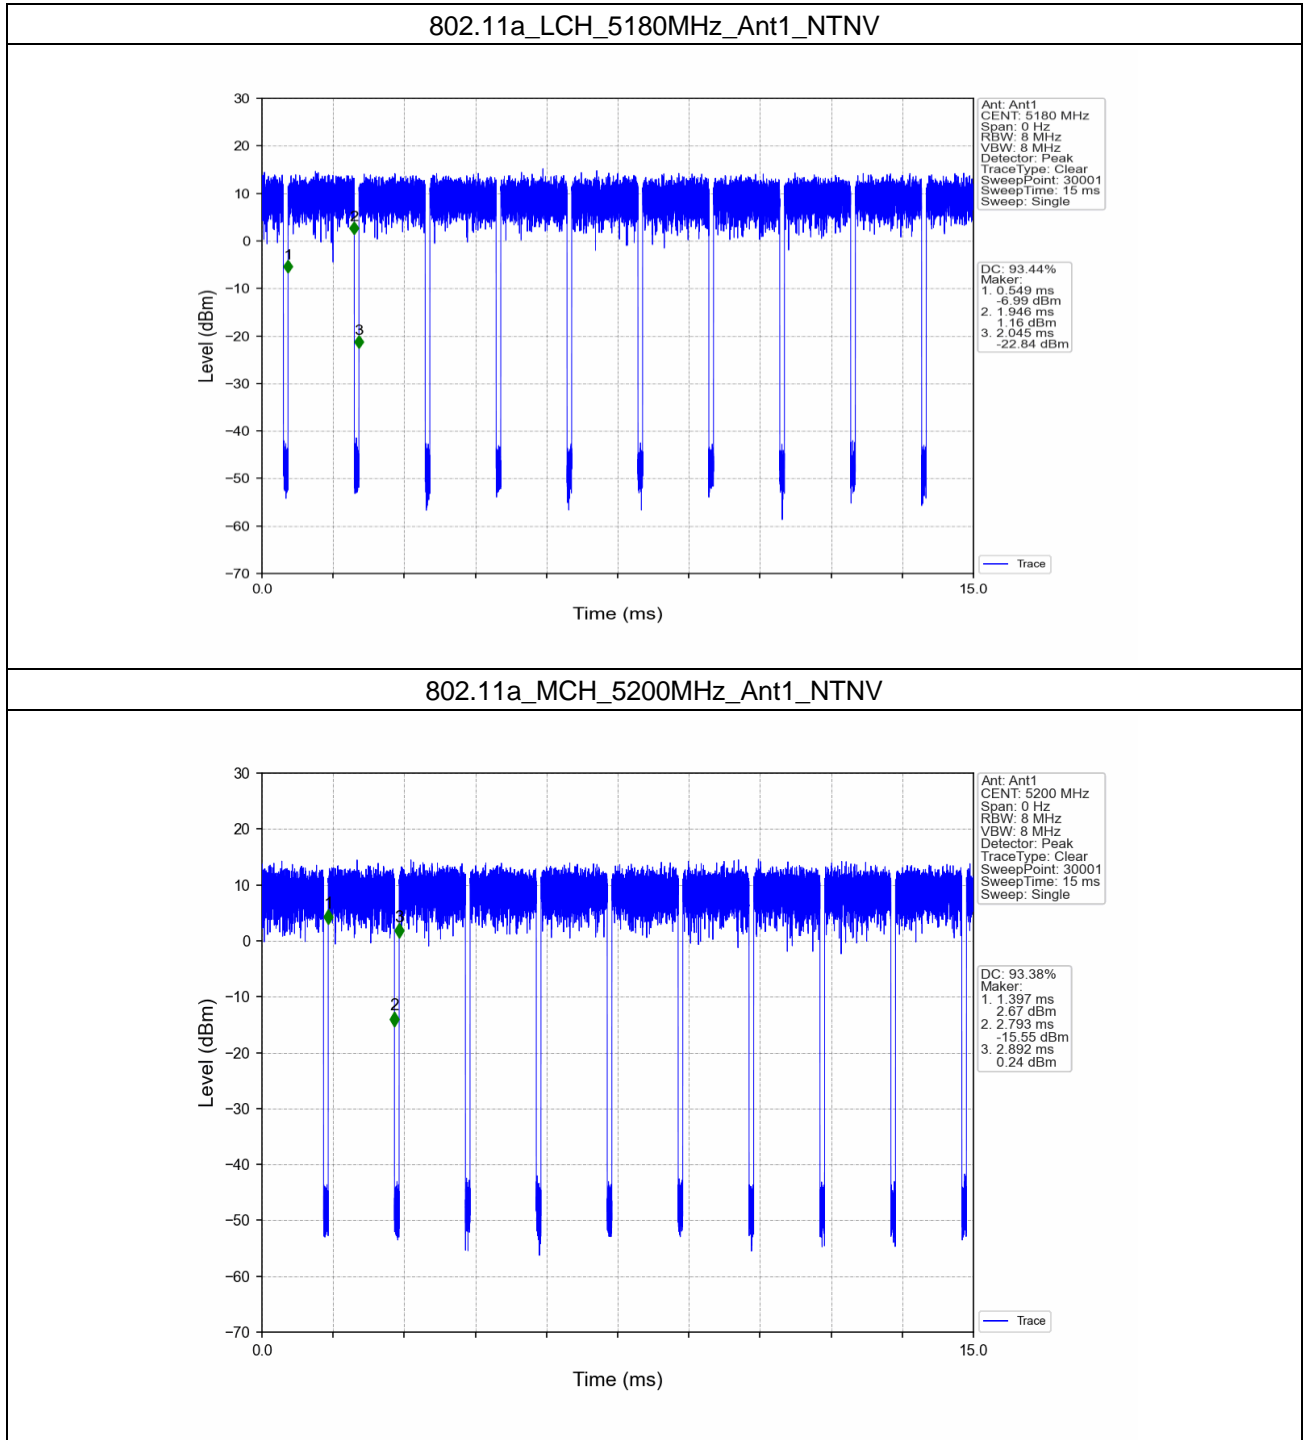 802.11a_LCH_5180MHz_Ant1_NTNV
30
20
10
0
−10
−20
−30
−40
−50
−60
−70
Level (dBm)
0.0
15.0
Time (ms)
1
2
3
Ant: Ant1
CENT: 5180 MHz
Span: 0 Hz
RBW: 8 MHz
VBW: 8 MHz
Detector: Peak
TraceType: Clear
SweepPoint: 30001
SweepTime: 15 ms
Sweep: Single
DC: 93.44%
Maker:
1. 0.549 ms
-6.99 dBm
2. 1.946 ms
1.16 dBm
3. 2.045 ms
-22.84 dBm
Trace
802.11a_MCH_5200MHz_Ant1_NTNV
30
20
10
0
−10
−20
−30
−40
−50
−60
−70
Level (dBm)
0.0
15.0
Time (ms)
1
2
3
Ant: Ant1
CENT: 5200 MHz
Span: 0 Hz
RBW: 8 MHz
VBW: 8 MHz
Detector: Peak
TraceType: Clear
SweepPoint: 30001
SweepTime: 15 ms
Sweep: Single
DC: 93.38%
Maker:
1. 1.397 ms
2.67 dBm
2. 2.793 ms
-15.55 dBm
3. 2.892 ms
0.24 dBm
Trace